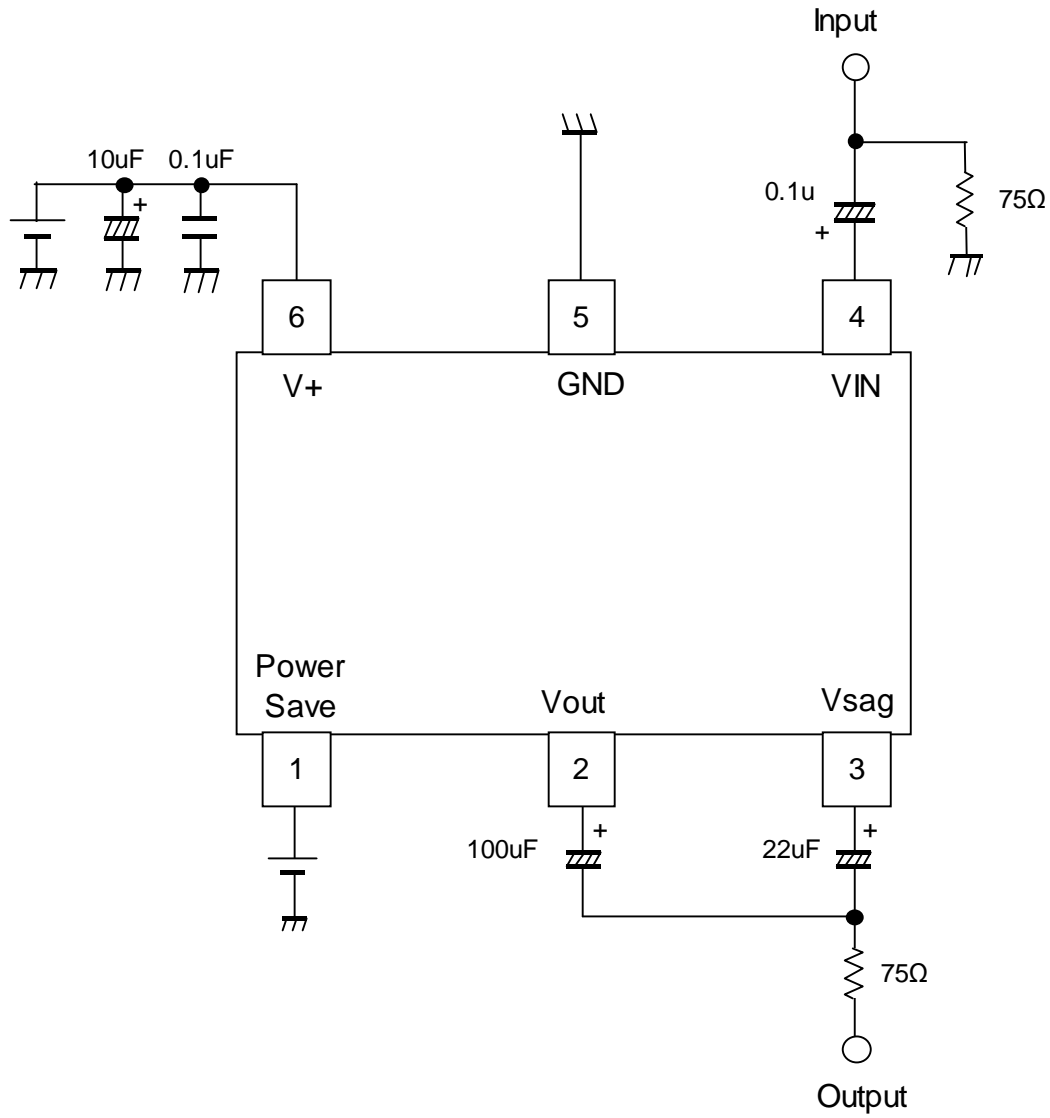 Input
10uF 0.1uF
+
0.1u
75Ω
+
6 5 4
V+ GND VIN
Power
Save
Vout
Vsag
1 2 3
+ +
100uF 22uF
75Ω
Output